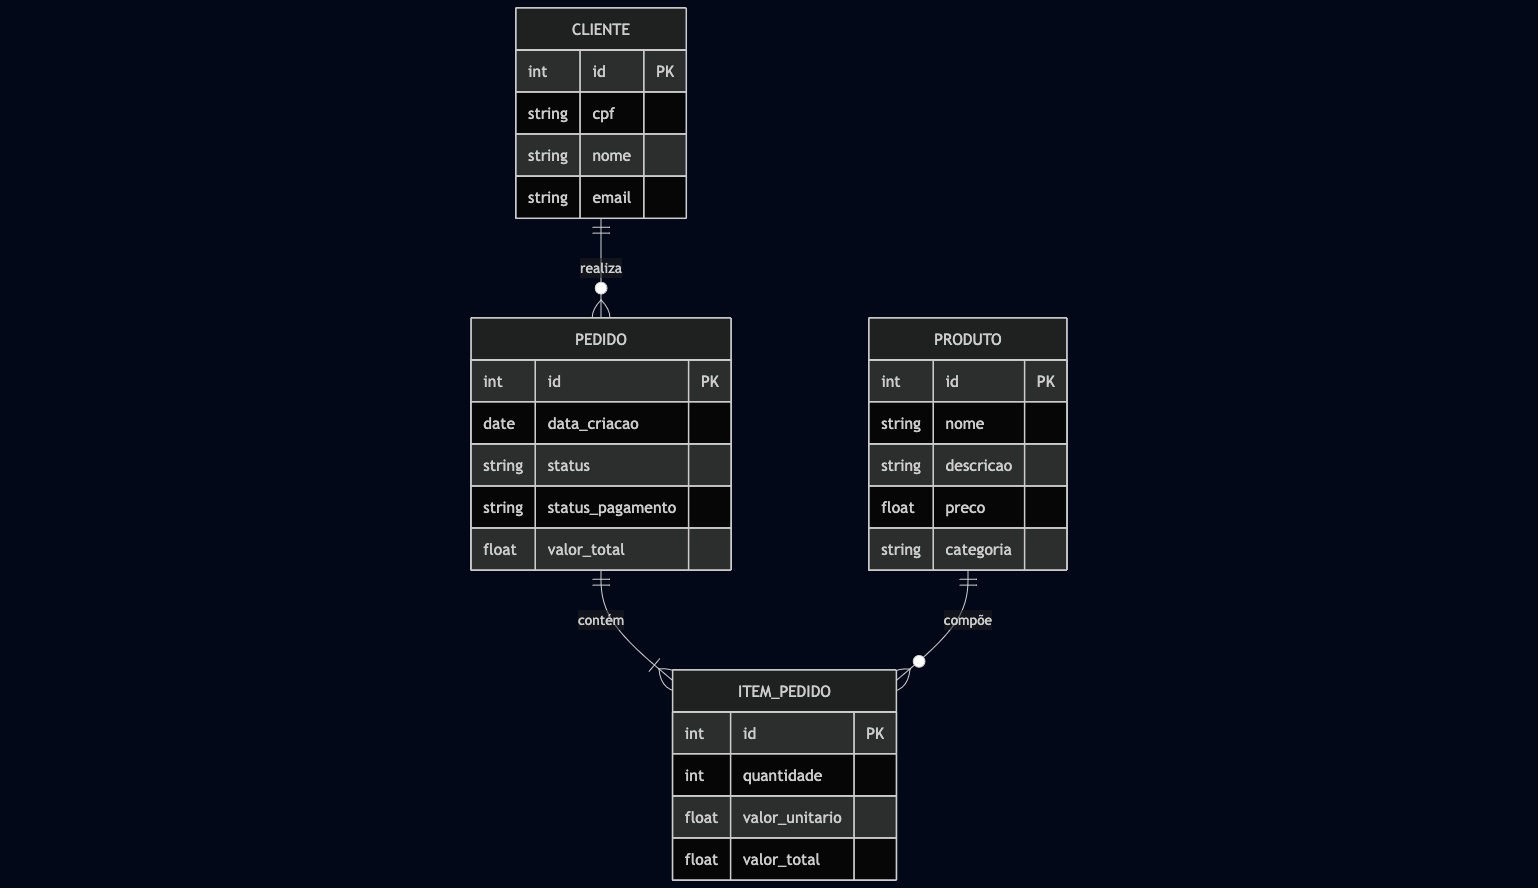 CLIENTE
int id PK
string cpf
string nome
string email
realiza
PEDIDO
int id PK
date data_criacao
string status
string status_pagamento
float valor_total
PRODUTO
int id PK
string nome
string descricao
float preco
string categoria
contém
compõe
ITEM_PEDIDO
int id PK
int quantidade
float valor_unitario
float valor_total